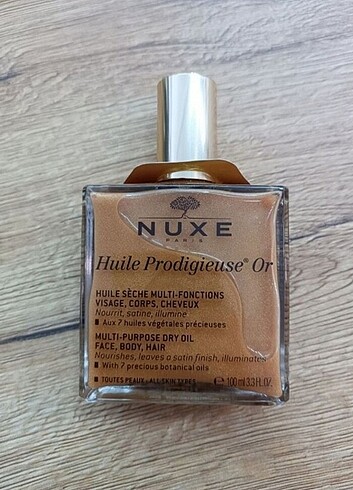 NUXE
PARIS
Huile Prodigieuse® Or
HUILE SÈCHE MULTI-FONCTIONS
VISAGE, CORPS, CHEVEUX
Nourrit, satine, illumine
■ Aux 7 huiles végétales précieuses
MULTI-PURPOSE DRY OIL
FACE, BODY, HAIR
Nourishes, leaves a satin finish, illuminates
■ With 7 precious botanical oils
■ TOUTES PEAUX - ALL SKIN TYPES
℮ 100 ml 3.3 fl. oz.